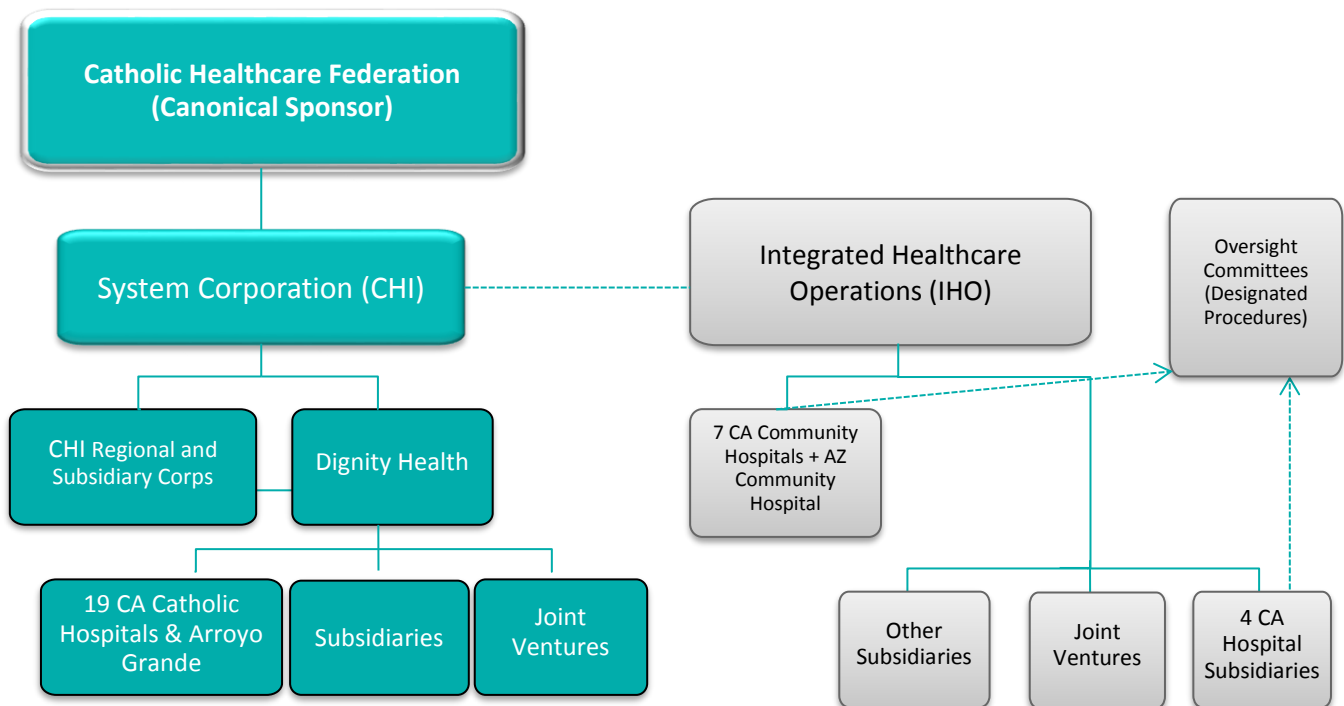 Catholic Healthcare Federation
(Canonical Sponsor)
System Corporation (CHI)
Integrated Healthcare
Operations (IHO)
Oversight
Committees
(Designated
Procedures)
CHI Regional and
Subsidiary Corps
Dignity Health
7 CA Community
Hospitals + AZ
Community
Hospital
19 CA Catholic
Hospitals & Arroyo
Grande
Subsidiaries
Joint
Ventures
Other
Subsidiaries
Joint
Ventures
4 CA
Hospital
Subsidiaries